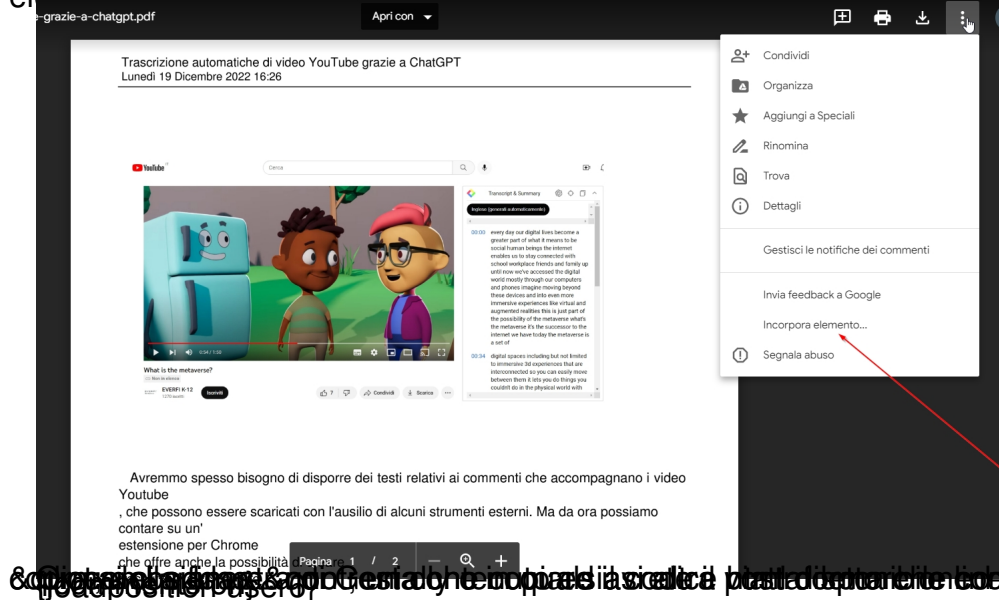 e-grazie-a-chatgpt.pdf
Apri con
Condividi
Organizza
Aggiungi a Speciali
Rinomina
Trova
Dettagli
Gestisci le notifiche dei commenti
Invia feedback a Google
Incorpora elemento...
Segnala abuso
Trascrizione automatiche di video YouTube grazie a ChatGPT
Lunedì 19 Dicembre 2022 16:26
YouTube
Cerca
Transcript & Summary
Inglese (generati automaticamente)
00:00 every day our digital lives become a
greater part of what it means to be
social human beings the internet
enables us to stay connected with
school workplace friends and family up
until now we've accessed the digital
world mostly through our computers
and phones imagine moving beyond
these devices and into even more
immersive experiences like virtual and
augmented realities this is just part of
the possibility of the metaverse what's
the metaverse it's the successor to the
internet we have today the metaverse is
a set of
00:34 digital spaces including but not limited
to immersive 3d experiences that are
interconnected so you can easily move
between them it lets you do things you
couldn't do in the physical world with
0:54 / 1:50
What is the metaverse?
Non in elenco
EVERFI K-12
Iscriviti
7
Condividi
Scarica
Avremmo spesso bisogno di disporre dei testi relativi ai commenti che accompagnano i video
Youtube
, che possono essere scaricati con l'ausilio di alcuni strumenti esterni. Ma da ora possiamo
contare su un'
estensione per Chrome
che offre anche la possibilità
Pagina 1 / 2